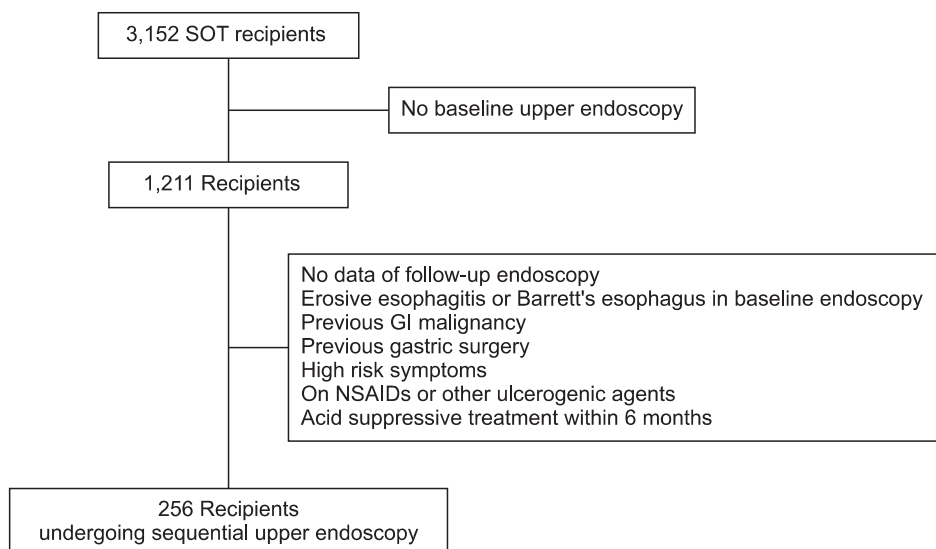 3,152 SOT recipients
No baseline upper endoscopy
1,211 Recipients
No data of follow-up endoscopy
Erosive esophagitis or Barrett's esophagus in baseline endoscopy
Previous GI malignancy
Previous gastric surgery
High risk symptoms
On NSAIDs or other ulcerogenic agents
Acid suppressive treatment within 6 months
256 Recipients
undergoing sequential upper endoscopy